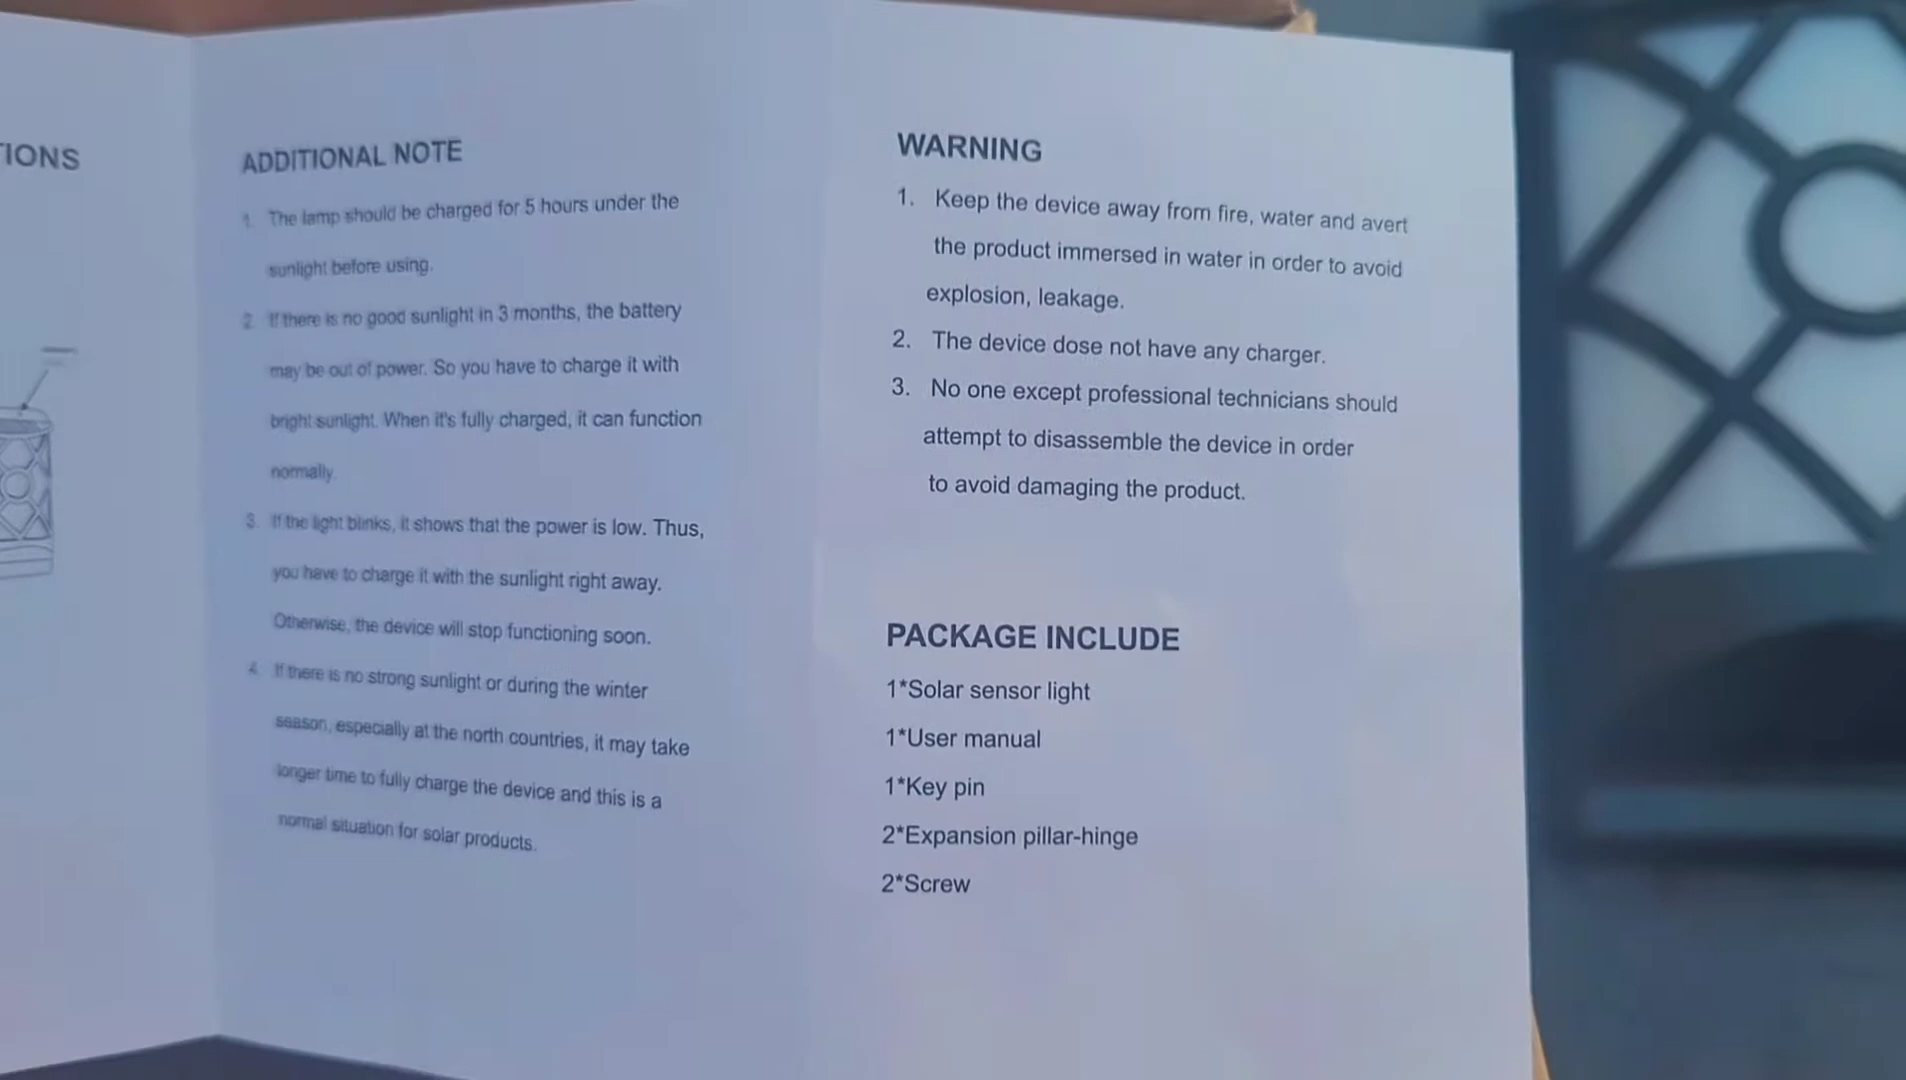 TIONS
ADDITIONAL NOTE
1. The lamp should be charged for 5 hours under the
sunlight before using.
2. If there is no good sunlight in 3 months, the battery
may be out of power. So you have to charge it with
bright sunlight. When it's fully charged, it can function
normally.
3. If the light blinks, it shows that the power is low. Thus,
you have to charge it with the sunlight right away.
Otherwise, the device will stop functioning soon.
4. If there is no strong sunlight or during the winter
season, especially at the north countries, it may take
longer time to fully charge the device and this is a
normal situation for solar products.
WARNING
1. Keep the device away from fire, water and avert
the product immersed in water in order to avoid
explosion, leakage.
2. The device dose not have any charger.
3. No one except professional technicians should
attempt to disassemble the device in order
to avoid damaging the product.
PACKAGE INCLUDE
1*Solar sensor light
1*User manual
1*Key pin
2*Expansion pillar-hinge
2*Screw